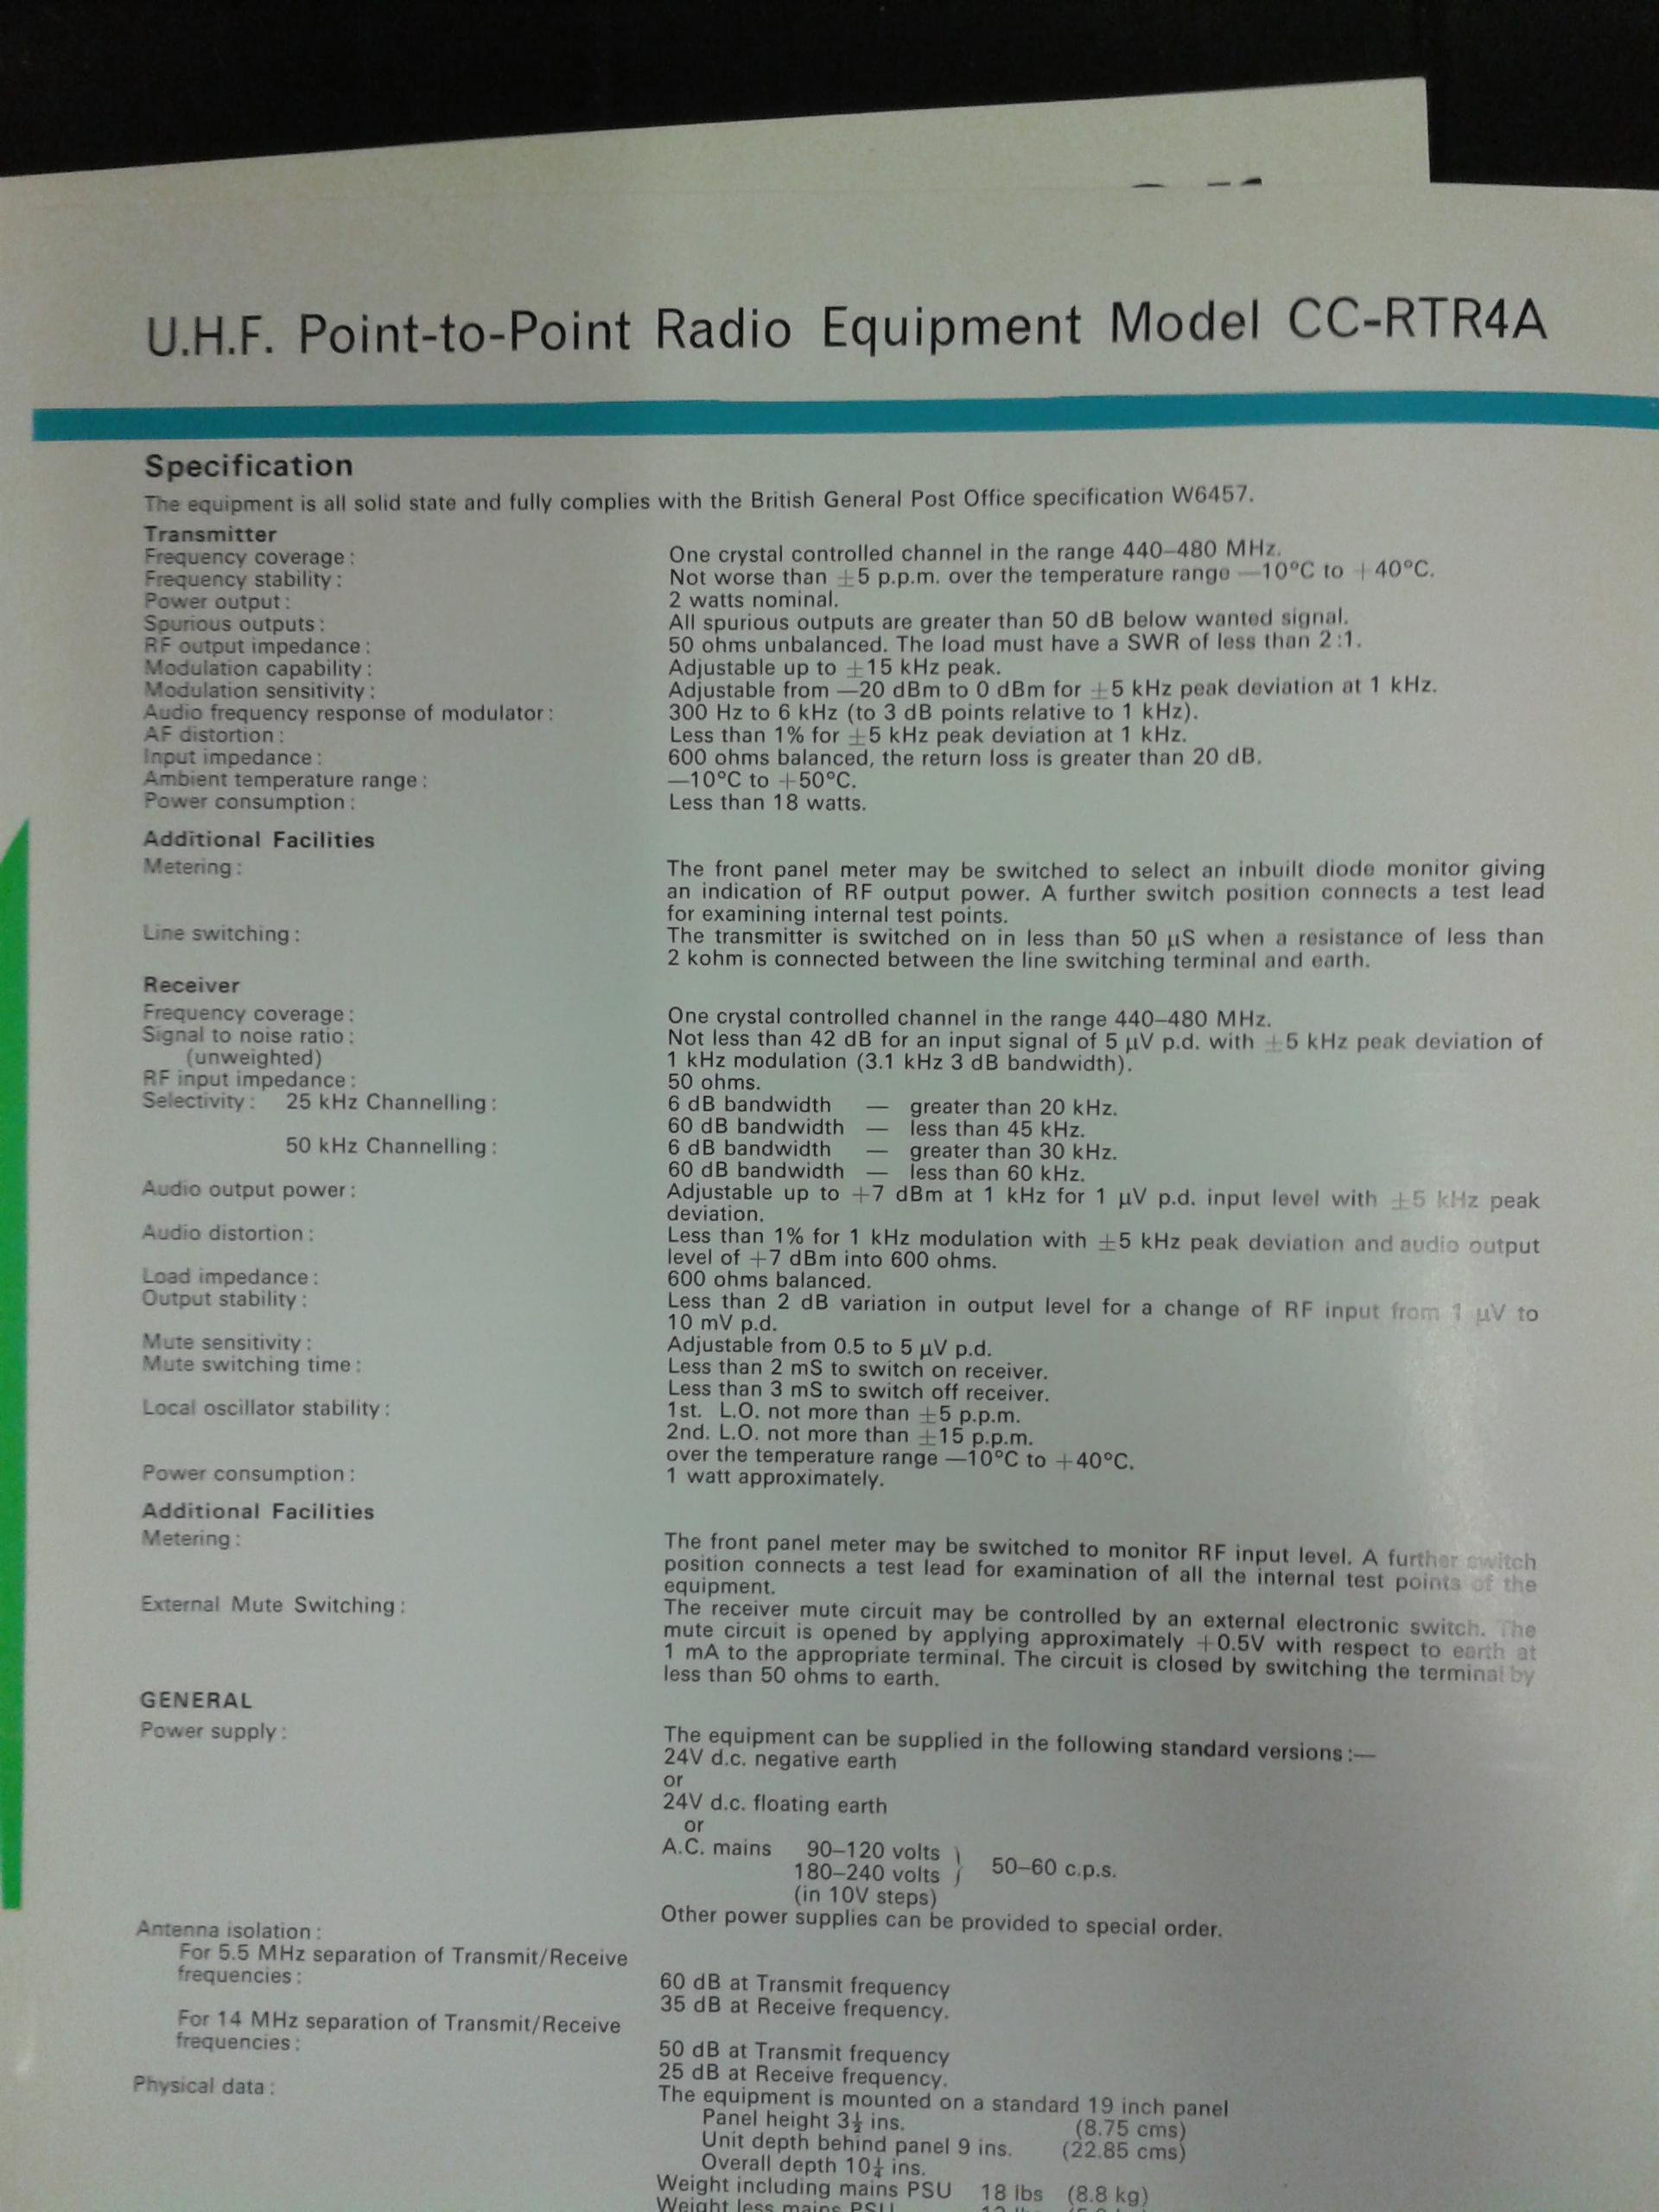 U.H.F. Point-to-Point Radio Equipment Model CC-RTR4A
Specification
The equipment is all solid state and fully complies with the British General Post Office specification W6457.
Transmitter
Frequency coverage: One crystal controlled channel in the range 440–480 MHz.
Frequency stability: Not worse than ±5 p.p.m. over the temperature range —10°C to +40°C.
Power output: 2 watts nominal.
Spurious outputs: All spurious outputs are greater than 50 dB below wanted signal.
RF output impedance: 50 ohms unbalanced. The load must have a SWR of less than 2:1.
Modulation capability: Adjustable up to ±15 kHz peak.
Modulation sensitivity: Adjustable from —20 dBm to 0 dBm for ±5 kHz peak deviation at 1 kHz.
Audio frequency response of modulator: 300 Hz to 6 kHz (to 3 dB points relative to 1 kHz).
AF distortion: Less than 1% for ±5 kHz peak deviation at 1 kHz.
Input impedance: 600 ohms balanced, the return loss is greater than 20 dB.
Ambient temperature range: —10°C to +50°C.
Power consumption: Less than 18 watts.
Additional Facilities
Metering: The front panel meter may be switched to select an inbuilt diode monitor giving
an indication of RF output power. A further switch position connects a test lead
for examining internal test points.
Line switching: The transmitter is switched on in less than 50 µS when a resistance of less than
2 kohm is connected between the line switching terminal and earth.
Receiver
Frequency coverage: One crystal controlled channel in the range 440–480 MHz.
Signal to noise ratio: Not less than 42 dB for an input signal of 5 µV p.d. with ±5 kHz peak deviation of
(unweighted) 1 kHz modulation (3.1 kHz 3 dB bandwidth).
RF input impedance: 50 ohms.
Selectivity: 25 kHz Channelling: 6 dB bandwidth — greater than 20 kHz.
60 dB bandwidth — less than 45 kHz.
50 kHz Channelling: 6 dB bandwidth — greater than 30 kHz.
60 dB bandwidth — less than 60 kHz.
Audio output power: Adjustable up to +7 dBm at 1 kHz for 1 µV p.d. input level with ±5 kHz peak
deviation.
Audio distortion: Less than 1% for 1 kHz modulation with ±5 kHz peak deviation and audio output
level of +7 dBm into 600 ohms.
Load impedance: 600 ohms balanced.
Output stability: Less than 2 dB variation in output level for a change of RF input from 1 µV to
10 mV p.d.
Mute sensitivity: Adjustable from 0.5 to 5 µV p.d.
Mute switching time: Less than 2 mS to switch on receiver.
Less than 3 mS to switch off receiver.
Local oscillator stability: 1st. L.O. not more than ±5 p.p.m.
2nd. L.O. not more than ±15 p.p.m.
over the temperature range —10°C to +40°C.
Power consumption: 1 watt approximately.
Additional Facilities
Metering: The front panel meter may be switched to monitor RF input level. A further switch
position connects a test lead for examination of all the internal test points of the
equipment.
External Mute Switching: The receiver mute circuit may be controlled by an external electronic switch. The
mute circuit is opened by applying approximately +0.5V with respect to earth at
1 mA to the appropriate terminal. The circuit is closed by switching the terminal by
less than 50 ohms to earth.
GENERAL
Power supply: The equipment can be supplied in the following standard versions:—
24V d.c. negative earth
or
24V d.c. floating earth
or
A.C. mains 90–120 volts
180–240 volts } 50–60 c.p.s.
(in 10V steps)
Other power supplies can be provided to special order.
Antenna isolation:
For 5.5 MHz separation of Transmit/Receive
frequencies: 60 dB at Transmit frequency
35 dB at Receive frequency.
For 14 MHz separation of Transmit/Receive
frequencies: 50 dB at Transmit frequency
25 dB at Receive frequency.
Physical data: The equipment is mounted on a standard 19 inch panel
Panel height 3½ ins. (8.75 cms)
Unit depth behind panel 9 ins. (22.85 cms)
Overall depth 10¼ ins.
Weight including mains PSU 18 lbs (8.8 kg)
Weight less mains PSU